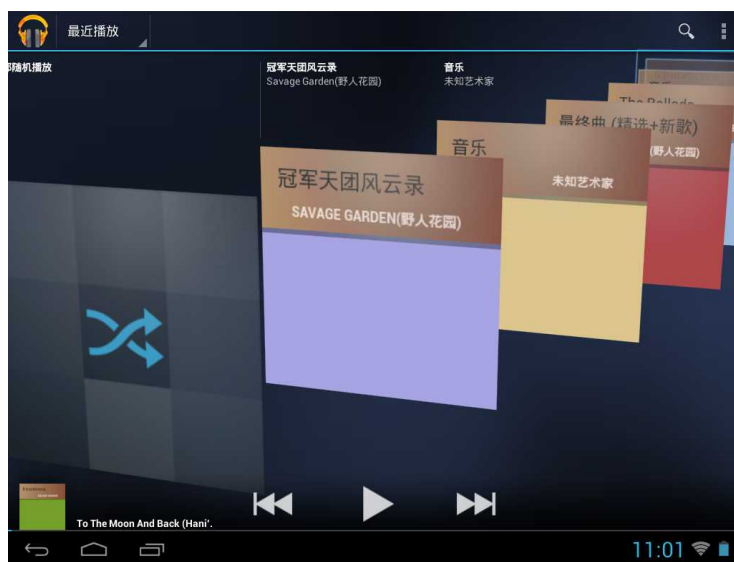 最近播放
部随机播放
冠军天团风云录
Savage Garden(野人花园)
音乐
未知艺术家
The Ballads
最终曲 (精选+新歌)
(野人花园)
音乐
未知艺术家
冠军天团风云录
SAVAGE GARDEN(野人花园)
To The Moon And Back (Hani'.
11:01